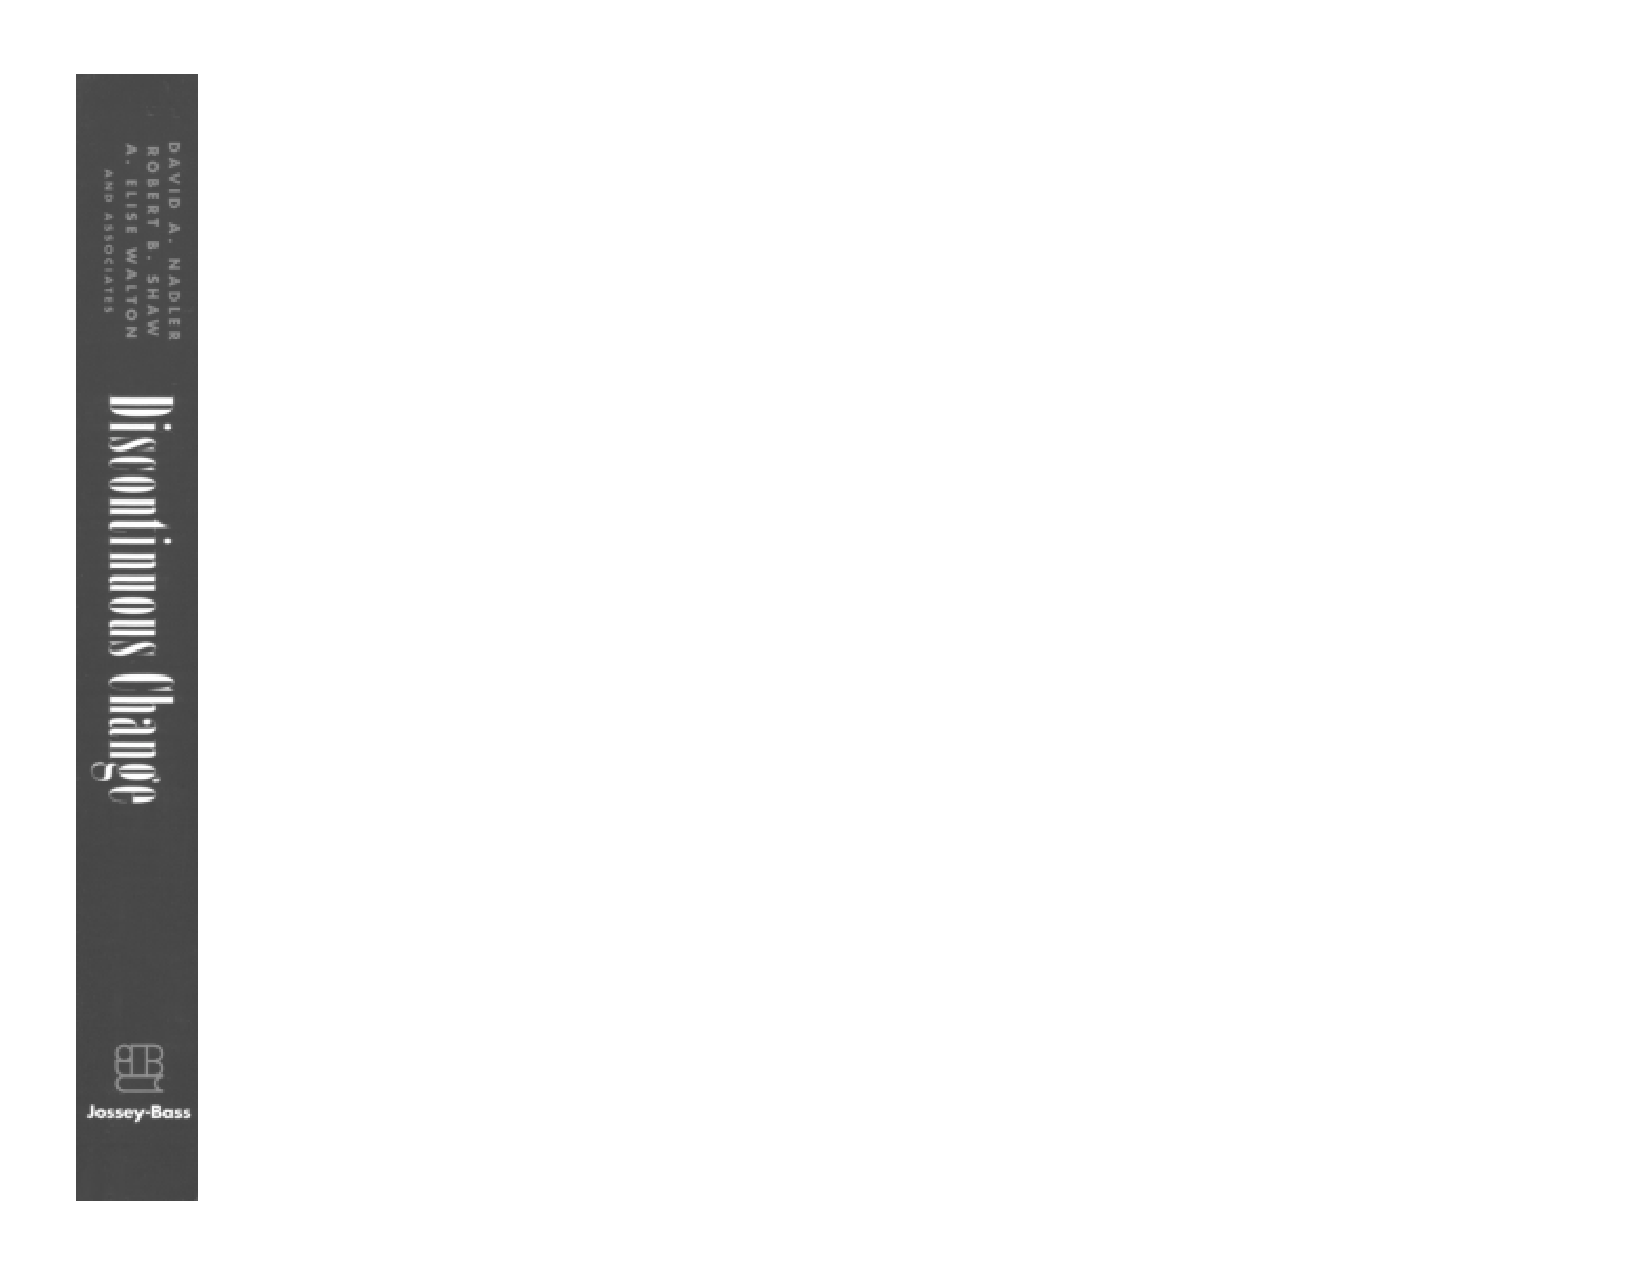 DAVID A. NADLER
ROBERT B. SHAW
A. ELISE WALTON
AND ASSOCIATES
Discontinuous Change
Jossey-Bass